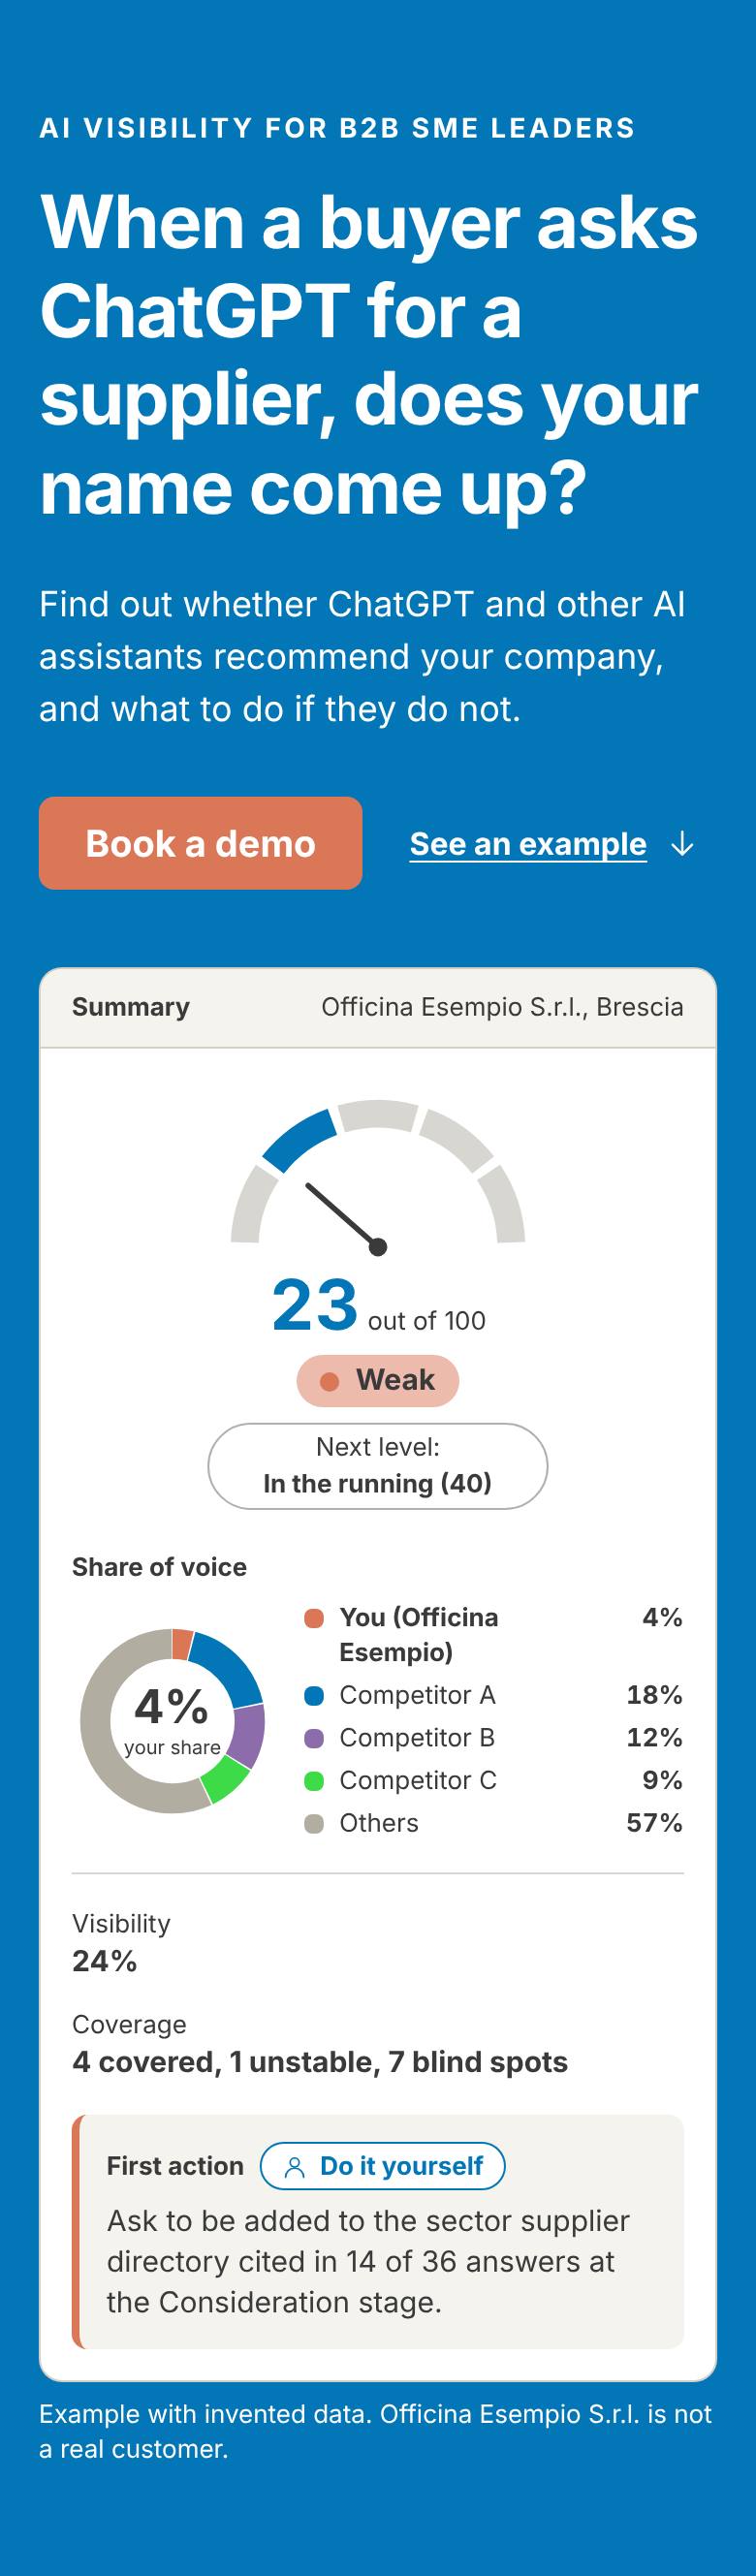 AI VISIBILITY FOR B2B SME LEADERS
When a buyer asks
ChatGPT for a
supplier, does your
name come up?
Find out whether ChatGPT and other AI
assistants recommend your company,
and what to do if they do not.
Book a demo
See an example ↓
Summary
Officina Esempio S.r.l., Brescia
23 out of 100
Weak
Next level:
In the running (40)
Share of voice
4%
your share
You (Officina
Esempio)
4%
Competitor A 18%
Competitor B 12%
Competitor C 9%
Others 57%
Visibility
24%
Coverage
4 covered, 1 unstable, 7 blind spots
First action
Do it yourself
Ask to be added to the sector supplier
directory cited in 14 of 36 answers at
the Consideration stage.
Example with invented data. Officina Esempio S.r.l. is not
a real customer.